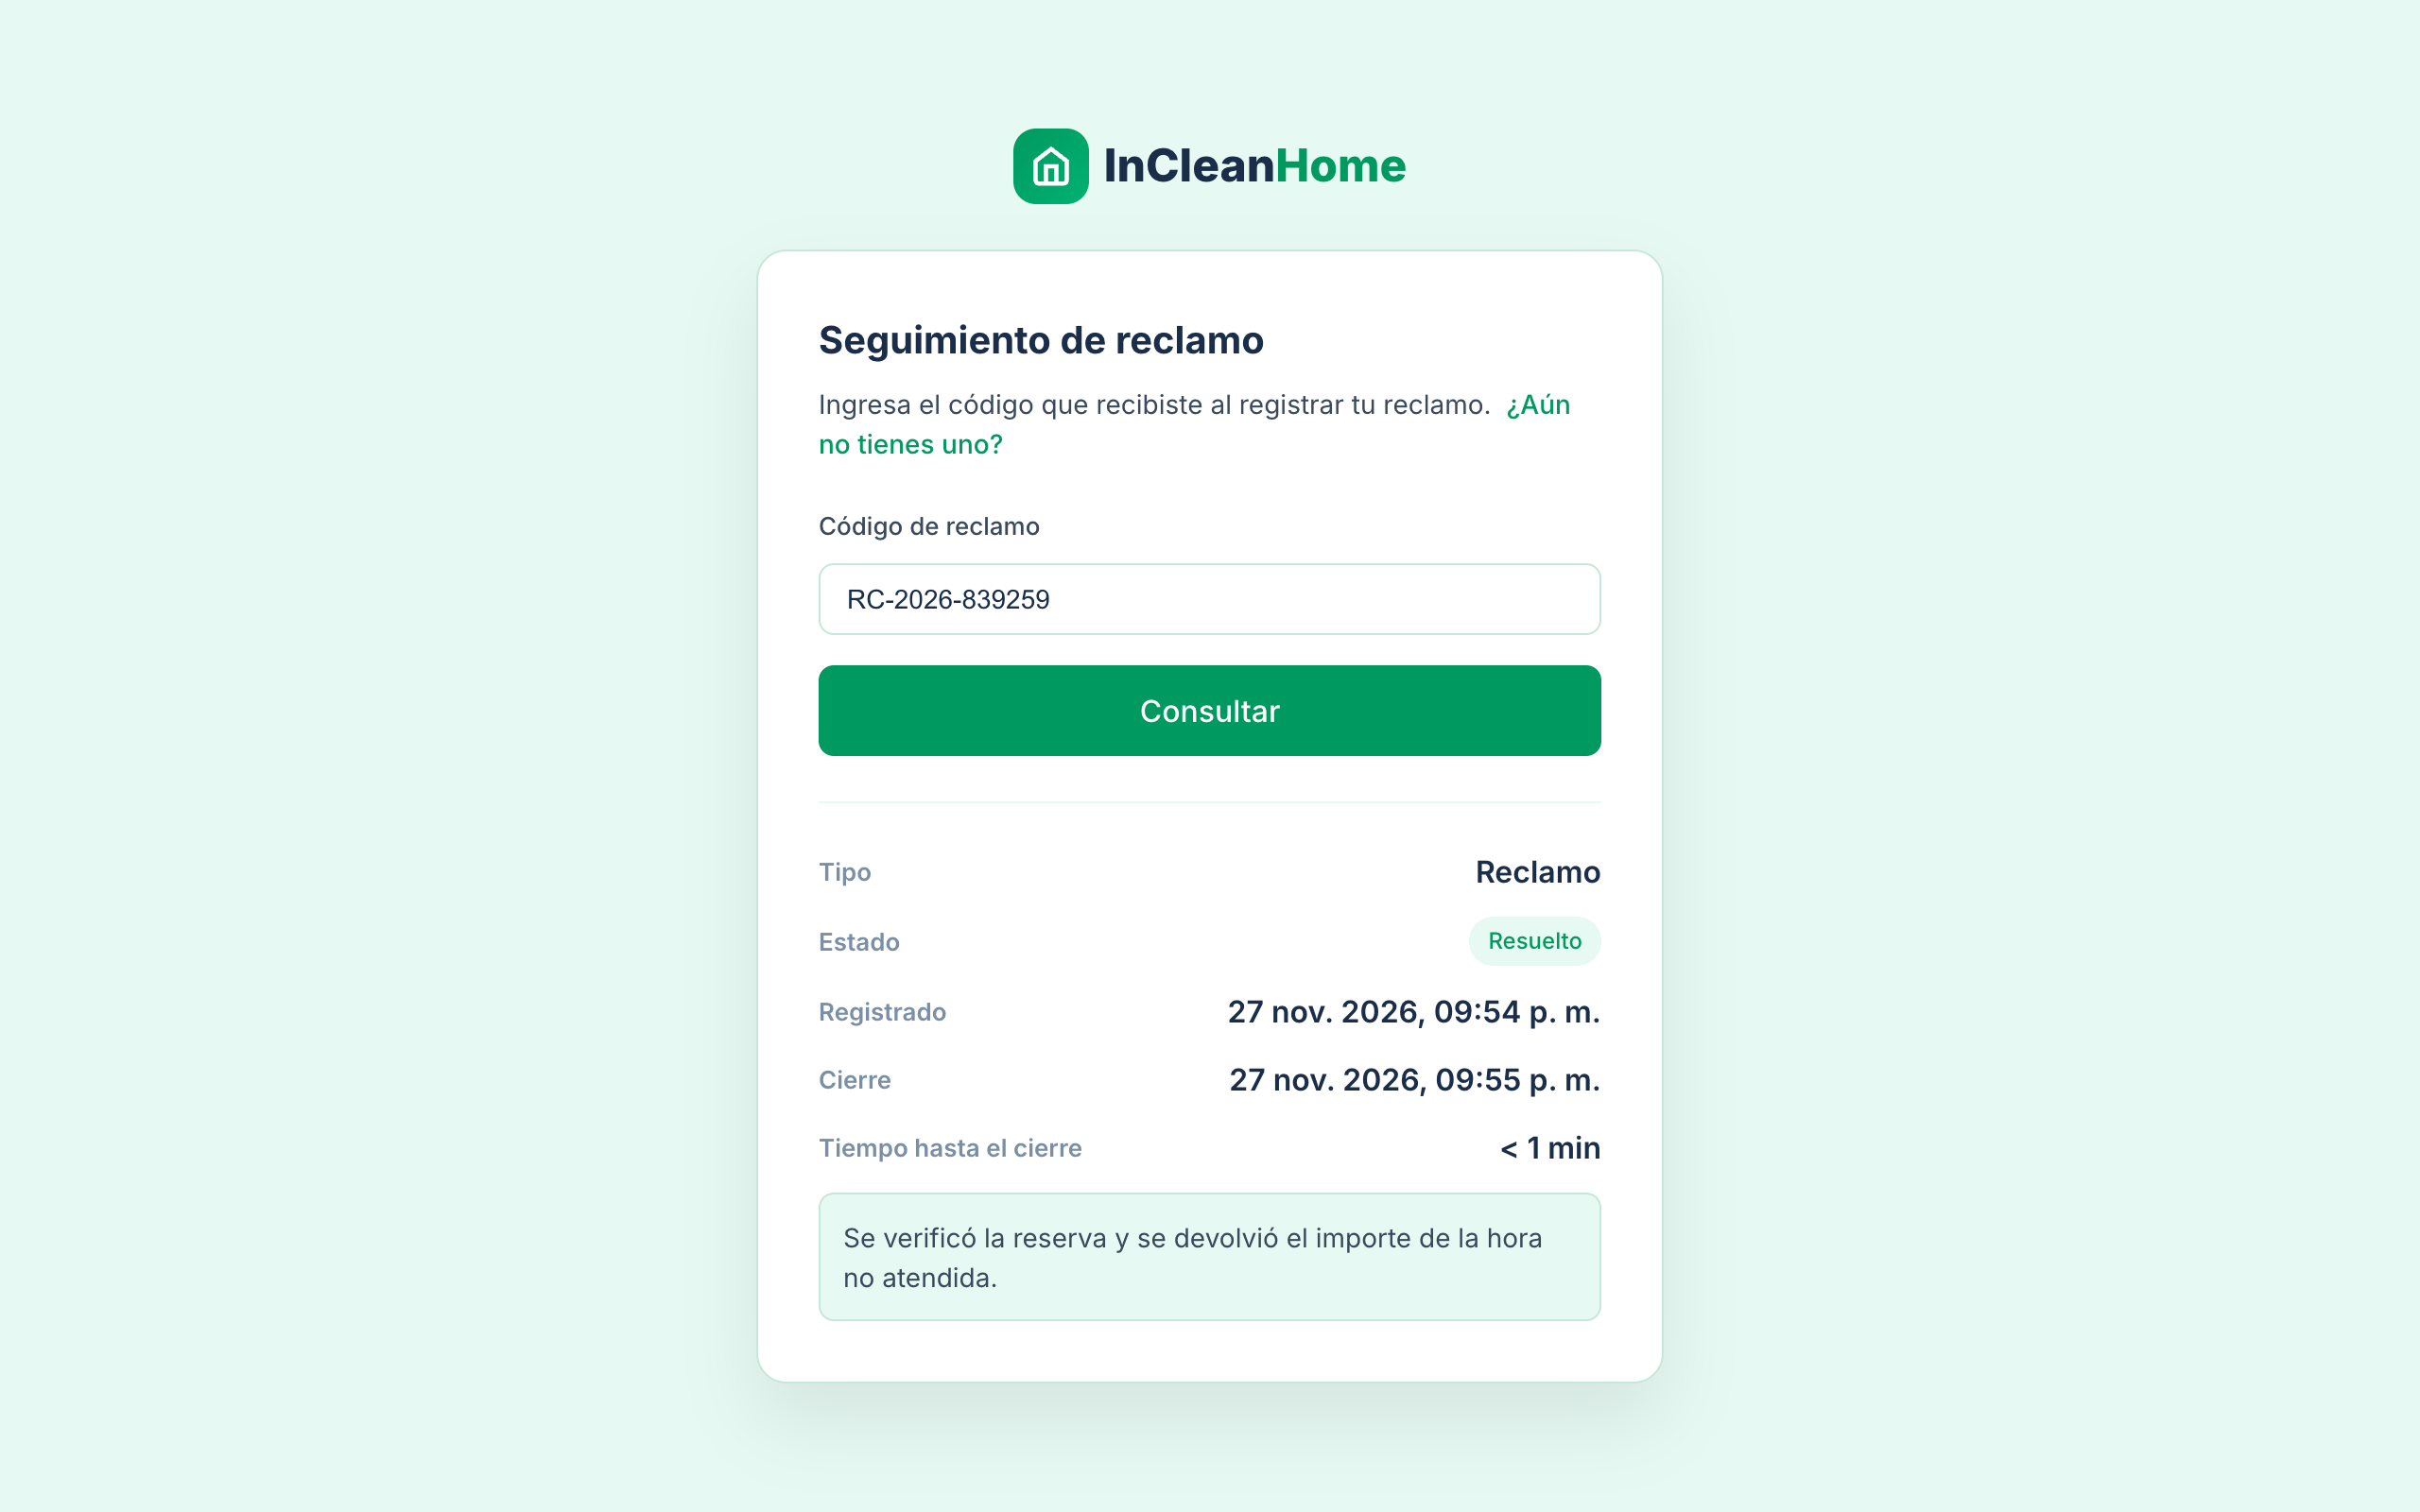 InCleanHome
Seguimiento de reclamo
Ingresa el código que recibiste al registrar tu reclamo. ¿Aún
no tienes uno?
Código de reclamo
RC-2026-839259
Consultar
Tipo Reclamo
Estado Resuelto
Registrado 27 nov. 2026, 09:54 p. m.
Cierre 27 nov. 2026, 09:55 p. m.
Tiempo hasta el cierre < 1 min
Se verificó la reserva y se devolvió el importe de la hora
no atendida.